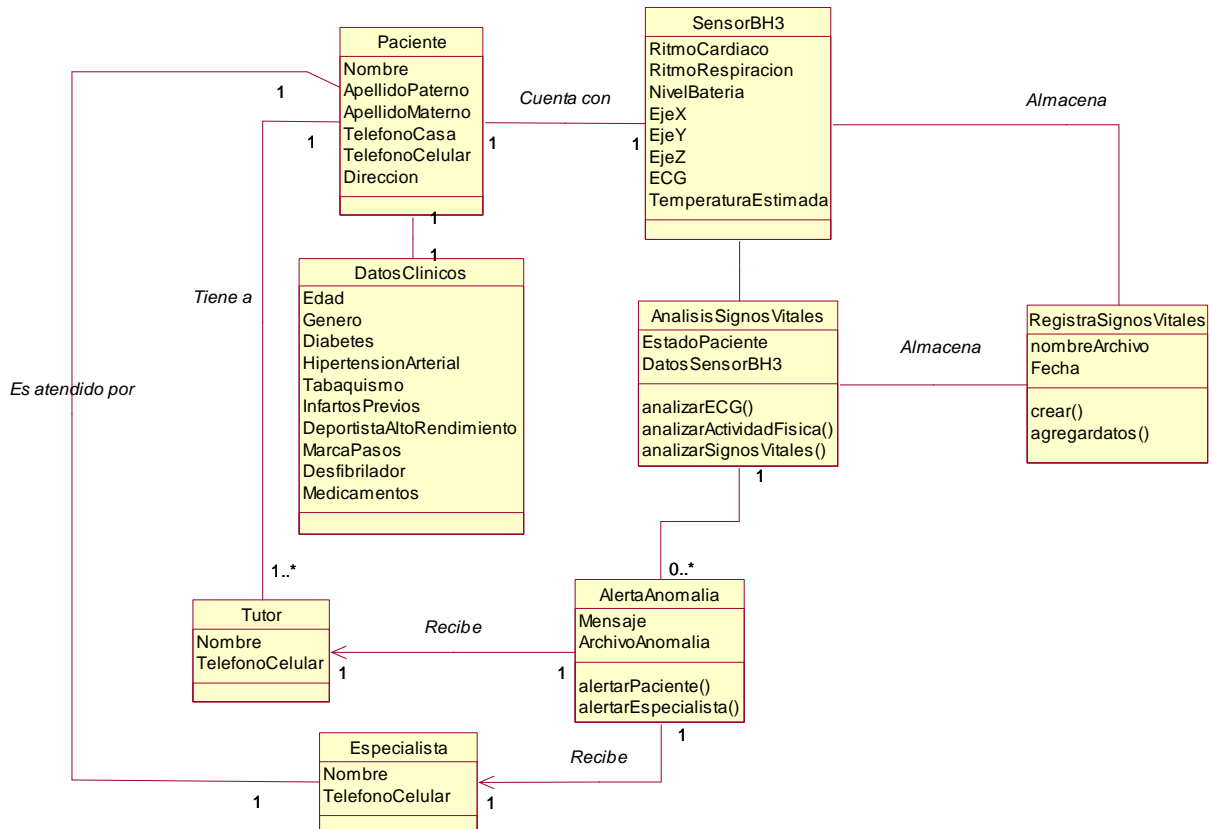 Paciente
Nombre
ApellidoPaterno
ApellidoMaterno
TelefonoCasa
TelefonoCelular
Direccion
SensorBH3
RitmoCardiaco
RitmoRespiracion
NivelBateria
EjeX
EjeY
EjeZ
ECG
TemperaturaEstimada
Cuenta con
1
1
Almacena
1
1
1
1
DatosClinicos
Edad
Genero
Diabetes
HipertensionArterial
Tabaquismo
InfartosPrevios
DeportistaAltoRendimiento
MarcaPasos
Desfibrilador
Medicamentos
Tiene a
Es atendido por
AnalisisSignosVitales
EstadoPaciente
DatosSensorBH3
analizarECG()
analizarActividadFisica()
analizarSignosVitales()
1
Almacena
RegistraSignosVitales
nombreArchivo
Fecha
crear()
agregardatos()
1..*
0..*
Tutor
Nombre
TelefonoCelular
1
Recibe
1
AlertaAnomalia
Mensaje
ArchivoAnomalia
alertarPaciente()
alertarEspecialista()
1
Especialista
Nombre
TelefonoCelular
1
1
Recibe